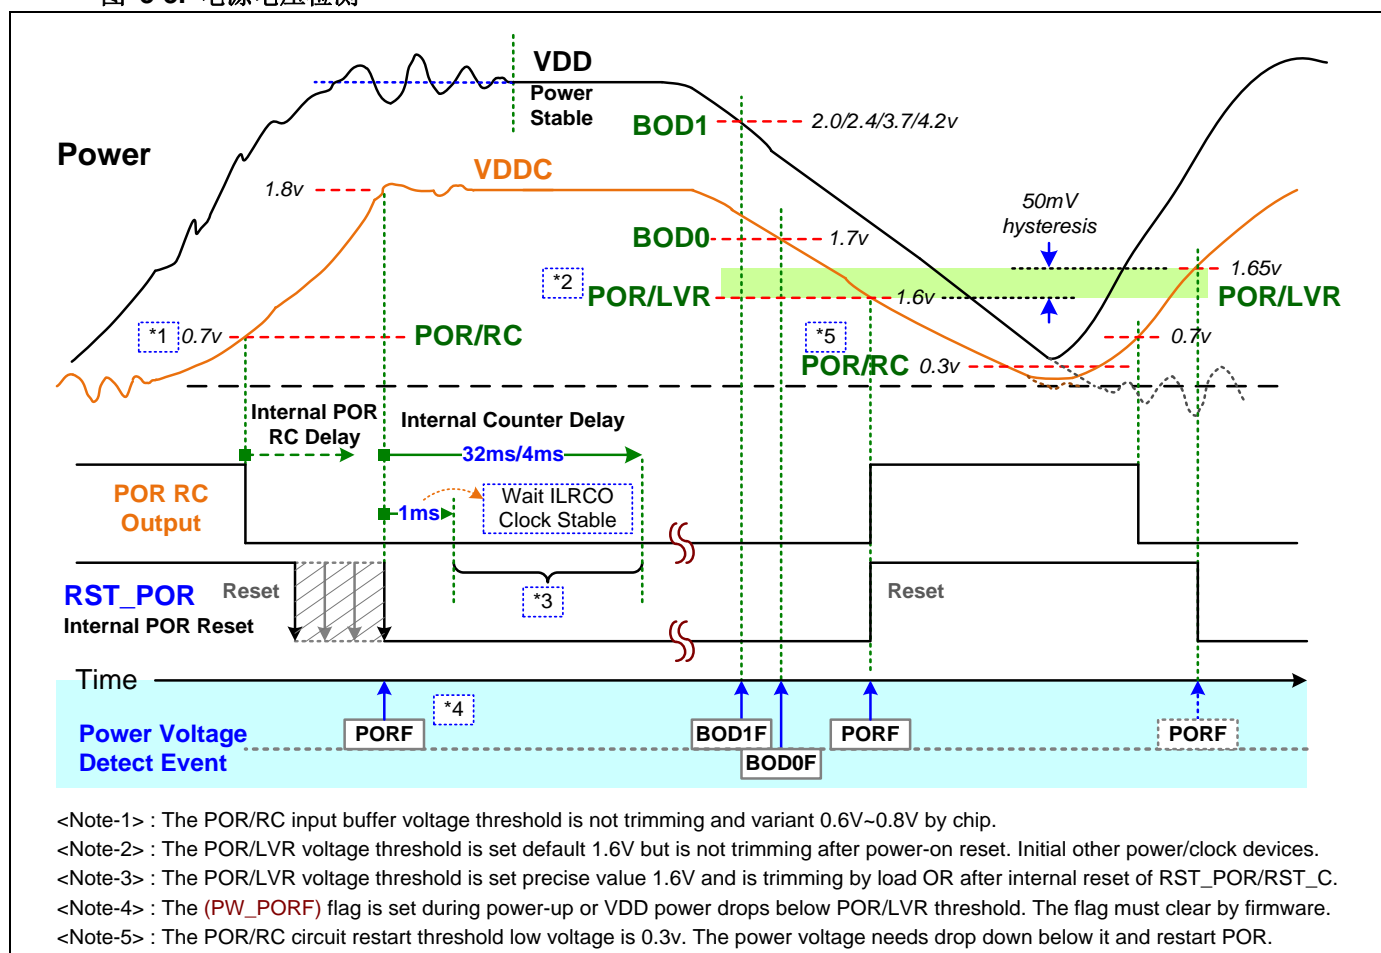 图 3-3. 电源电压检测
VDD
Power
Stable
BOD1
2.0/2.4/3.7/4.2v
Power
VDDC
1.8v
50mV
hysteresis
BOD0
1.7v
*2
POR/LVR
1.6v
1.65v
POR/LVR
*1
0.7v
POR/RC
*5
POR/RC
0.3v
0.7v
Internal POR
RC Delay
Internal Counter Delay
32ms/4ms
POR RC
Output
1ms
Wait ILRCO
Clock Stable
RST_POR
Internal POR Reset
Reset
*3
Reset
Time
Power Voltage
Detect Event
PORF
*4
BOD1F
BOD0F
PORF
PORF
<Note-1> : The POR/RC input buffer voltage threshold is not trimming and variant 0.6V~0.8V by chip.
<Note-2> : The POR/LVR voltage threshold is set default 1.6V but is not trimming after power-on reset. Initial other power/clock devices.
<Note-3> : The POR/LVR voltage threshold is set precise value 1.6V and is trimming by load OR after internal reset of RST_POR/RST_C.
<Note-4> : The (PW_PORF) flag is set during power-up or VDD power drops below POR/LVR threshold. The flag must clear by firmware.
<Note-5> : The POR/RC circuit restart threshold low voltage is 0.3v. The power voltage needs drop down below it and restart POR.